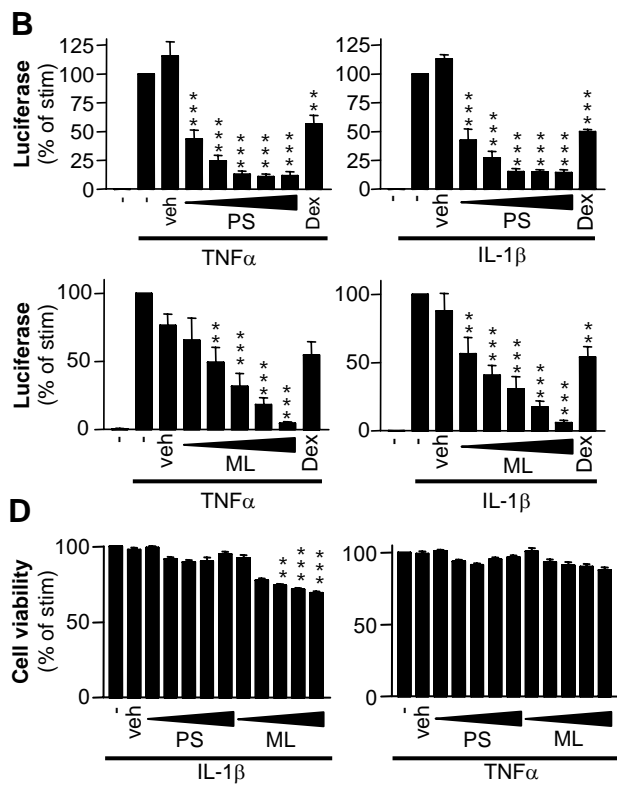 B
Luciferase
(% of stim)
125
100
75
50
25
0
***
***
***
***
***
**
-
-
veh
PS
Dex
TNFα
125
100
75
50
25
0
***
***
***
***
***
***
-
-
veh
PS
Dex
IL-1β
Luciferase
(% of stim)
100
50
0
**
***
***
***
-
-
veh
ML
Dex
TNFα
100
50
0
**
***
***
***
***
**
-
-
veh
ML
Dex
IL-1β
D
Cell viability
(% of stim)
100
50
0
**
***
***
-
veh
PS
ML
IL-1β
100
50
0
-
veh
PS
ML
TNFα